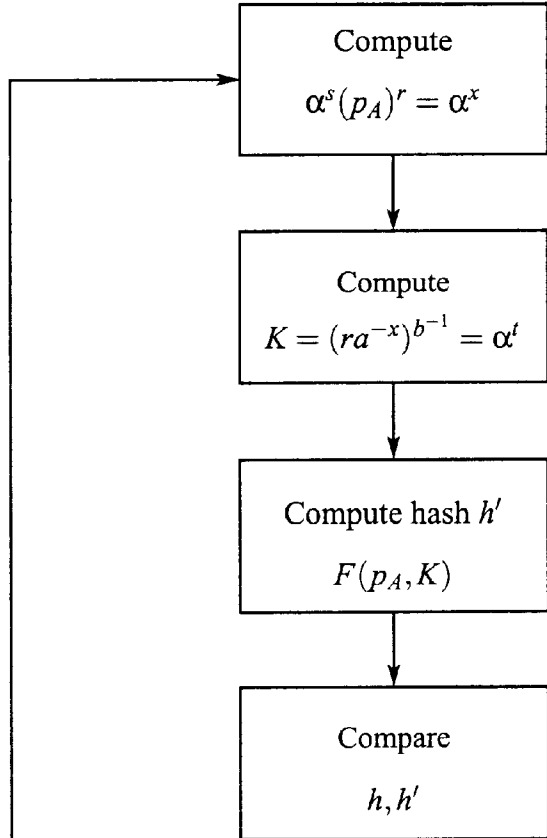 Compute
α^s(p_A)^r = α^x
Compute
K = (ra^{-x})^{b^{-1}} = α^t
Compute hash h′
F(p_A, K)
Compare
h, h′